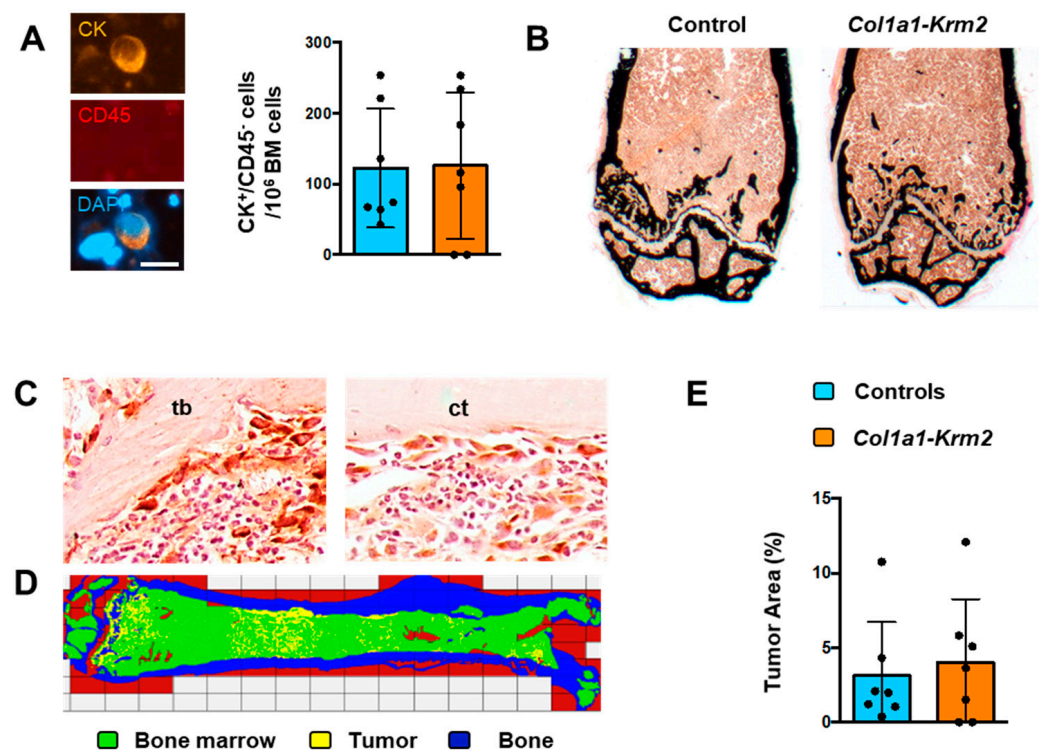 A
CK
CD45
DAPI
CK⁺/CD45⁻ cells
/10⁶ BM cells
300
200
100
0
B
Control
Col1a1-Krm2
C
tb
ct
D
Bone marrow
Tumor
Bone
E
Controls
Col1a1-Krm2
Tumor Area (%)
15
10
5
0